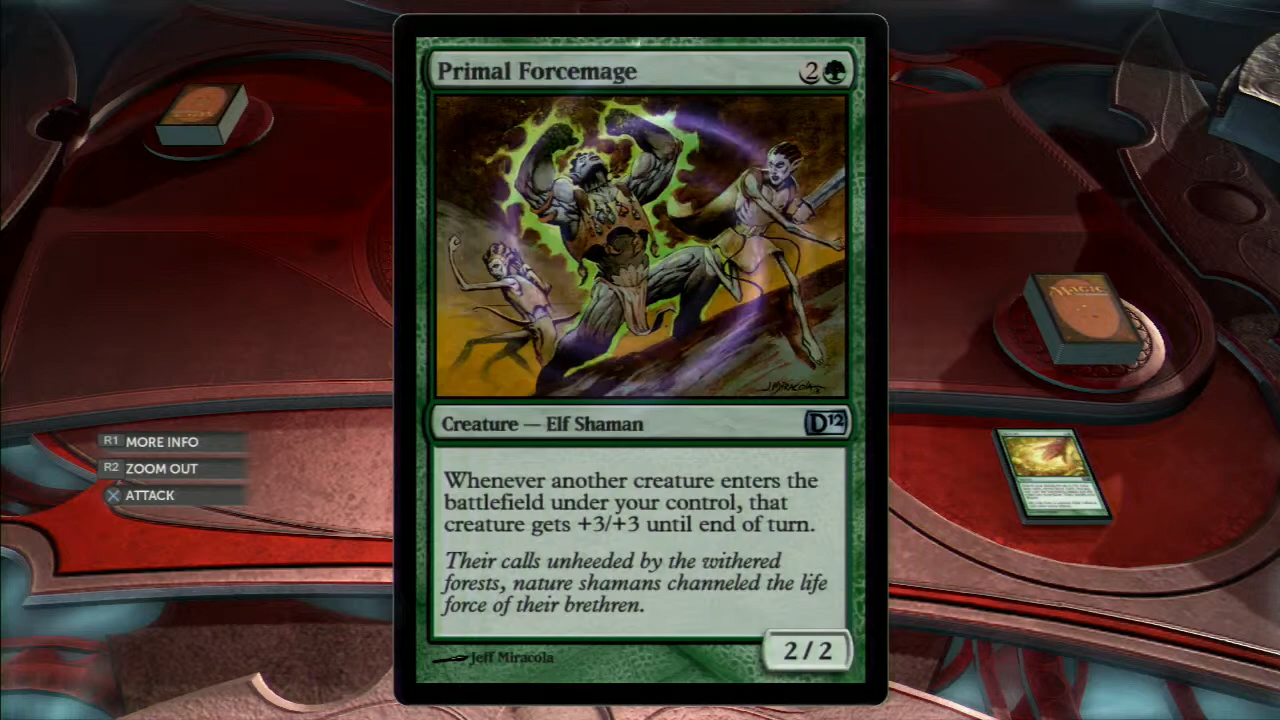 Primal Forcemage 2
J. MIRACOLA
Creature — Elf Shaman D12
Whenever another creature enters the
battlefield under your control, that
creature gets +3/+3 until end of turn.
Their calls unheeded by the withered
forests, nature shamans channeled the life
force of their brethren.
Jeff Miracola
2 / 2
R1 MORE INFO
R2 ZOOM OUT
ATTACK
MAGIC